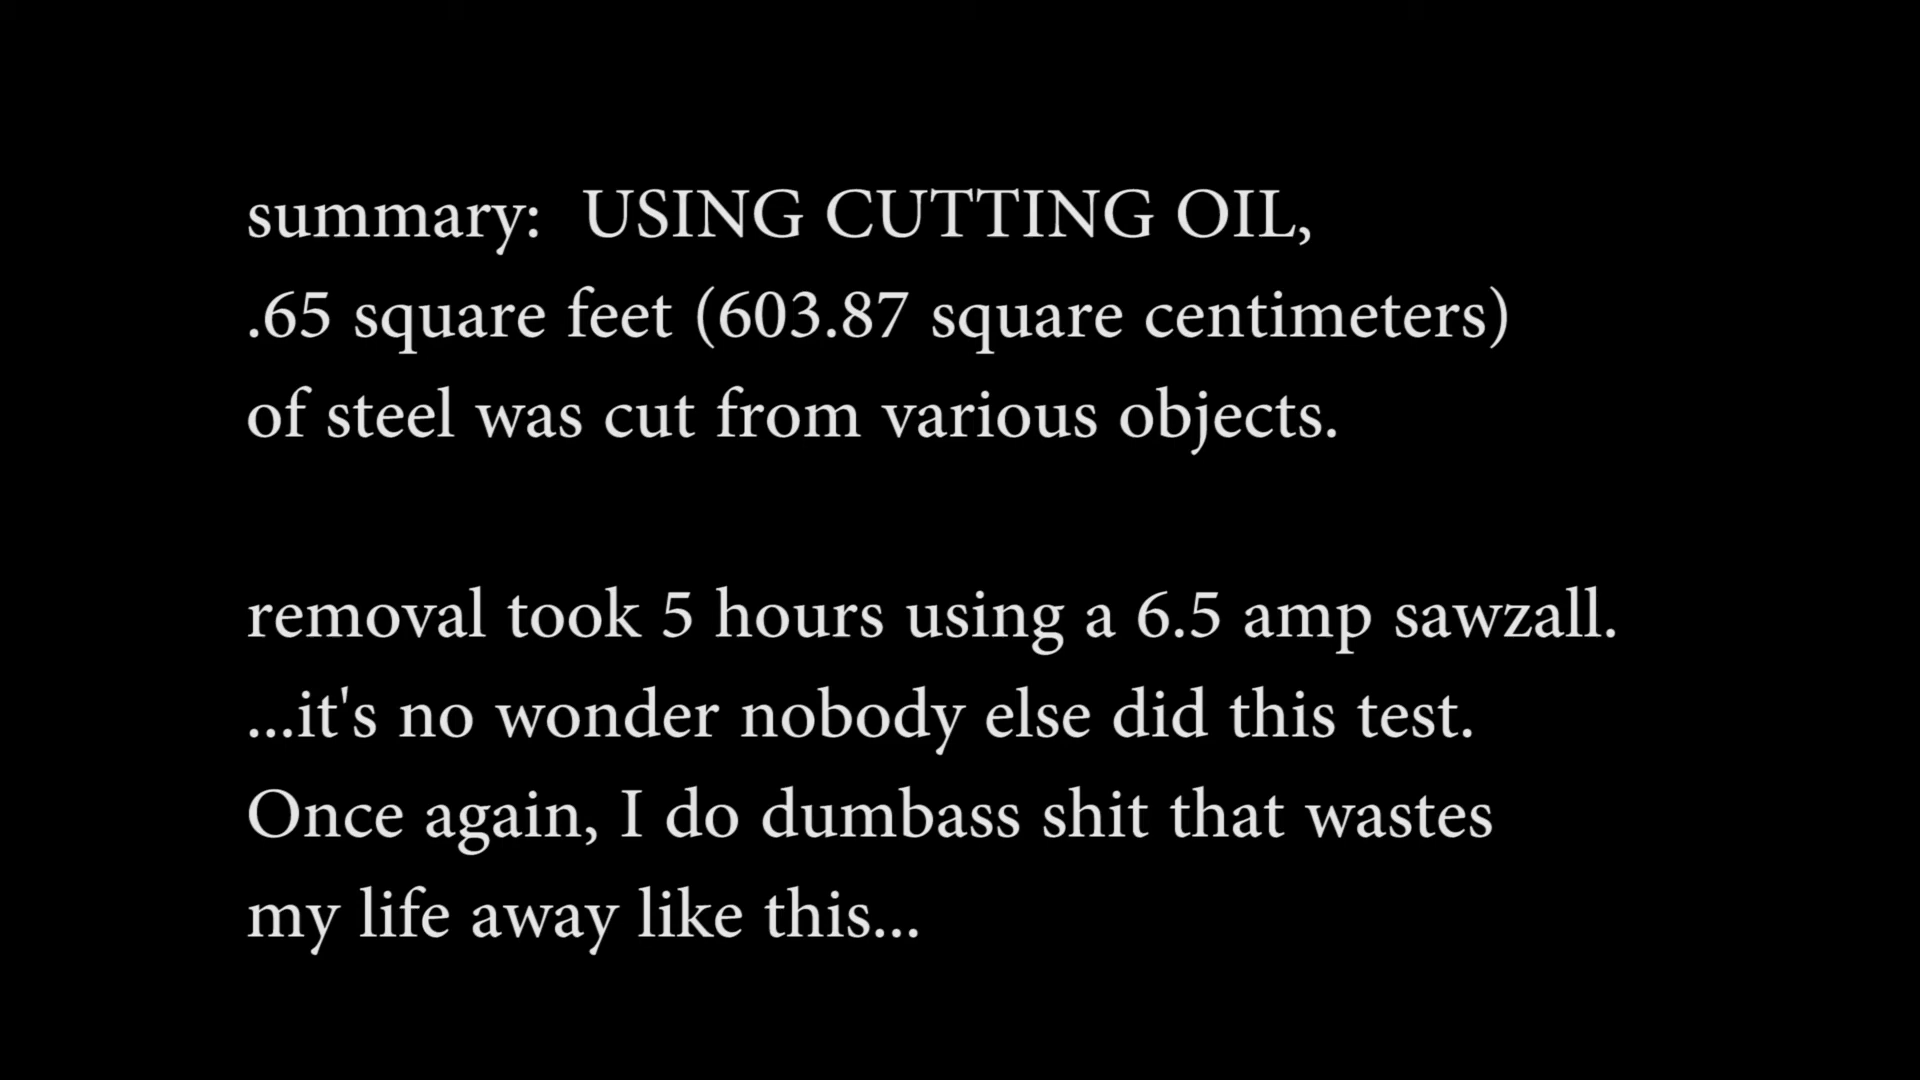 summary: USING CUTTING OIL,
.65 square feet (603.87 square centimeters)
of steel was cut from various objects.
removal took 5 hours using a 6.5 amp sawzall.
...it's no wonder nobody else did this test.
Once again, I do dumbass shit that wastes
my life away like this...